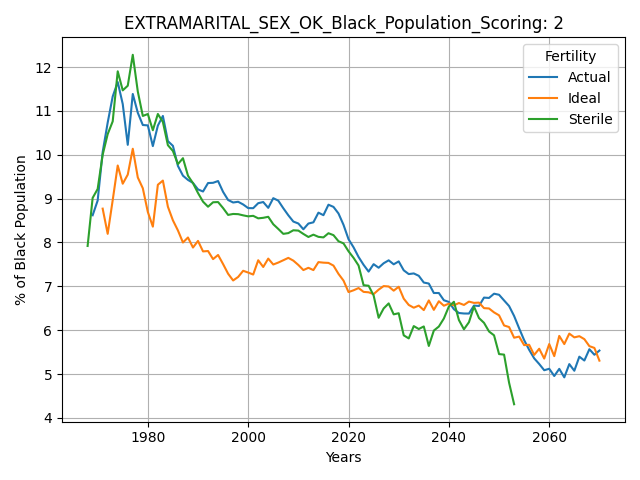 EXTRAMARITAL_SEX_OK_Black_Population_Scoring: 2
Fertility
Actual
Ideal
Sterile
% of Black Population
12
11
10
9
8
7
6
5
4
1980 2000 2020 2040 2060
Years